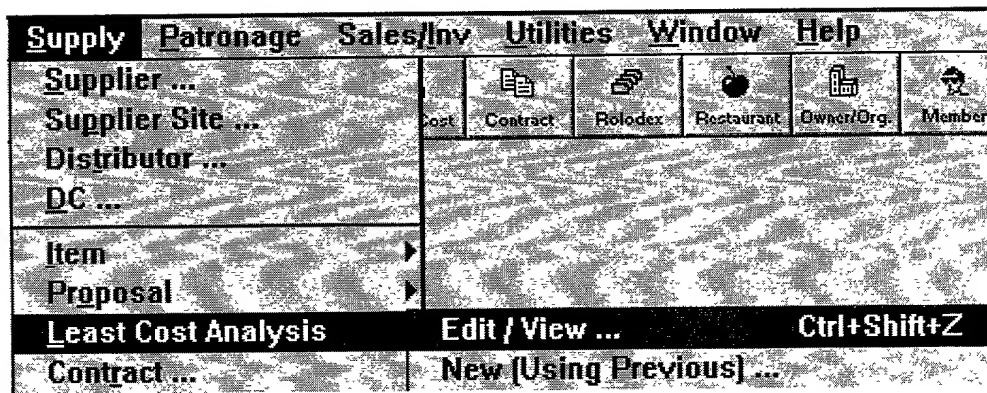 Supply Patronage Sales/Inv Utilities Window Help
Supplier ...
Cost Contract Rolodex Restaurant Owner/Org. Member
Supplier Site ...
Distributor ...
DC ...
Item
Proposal
Least Cost Analysis Edit / View ... Ctrl+Shift+Z
Contract ... New (Using Previous) ...